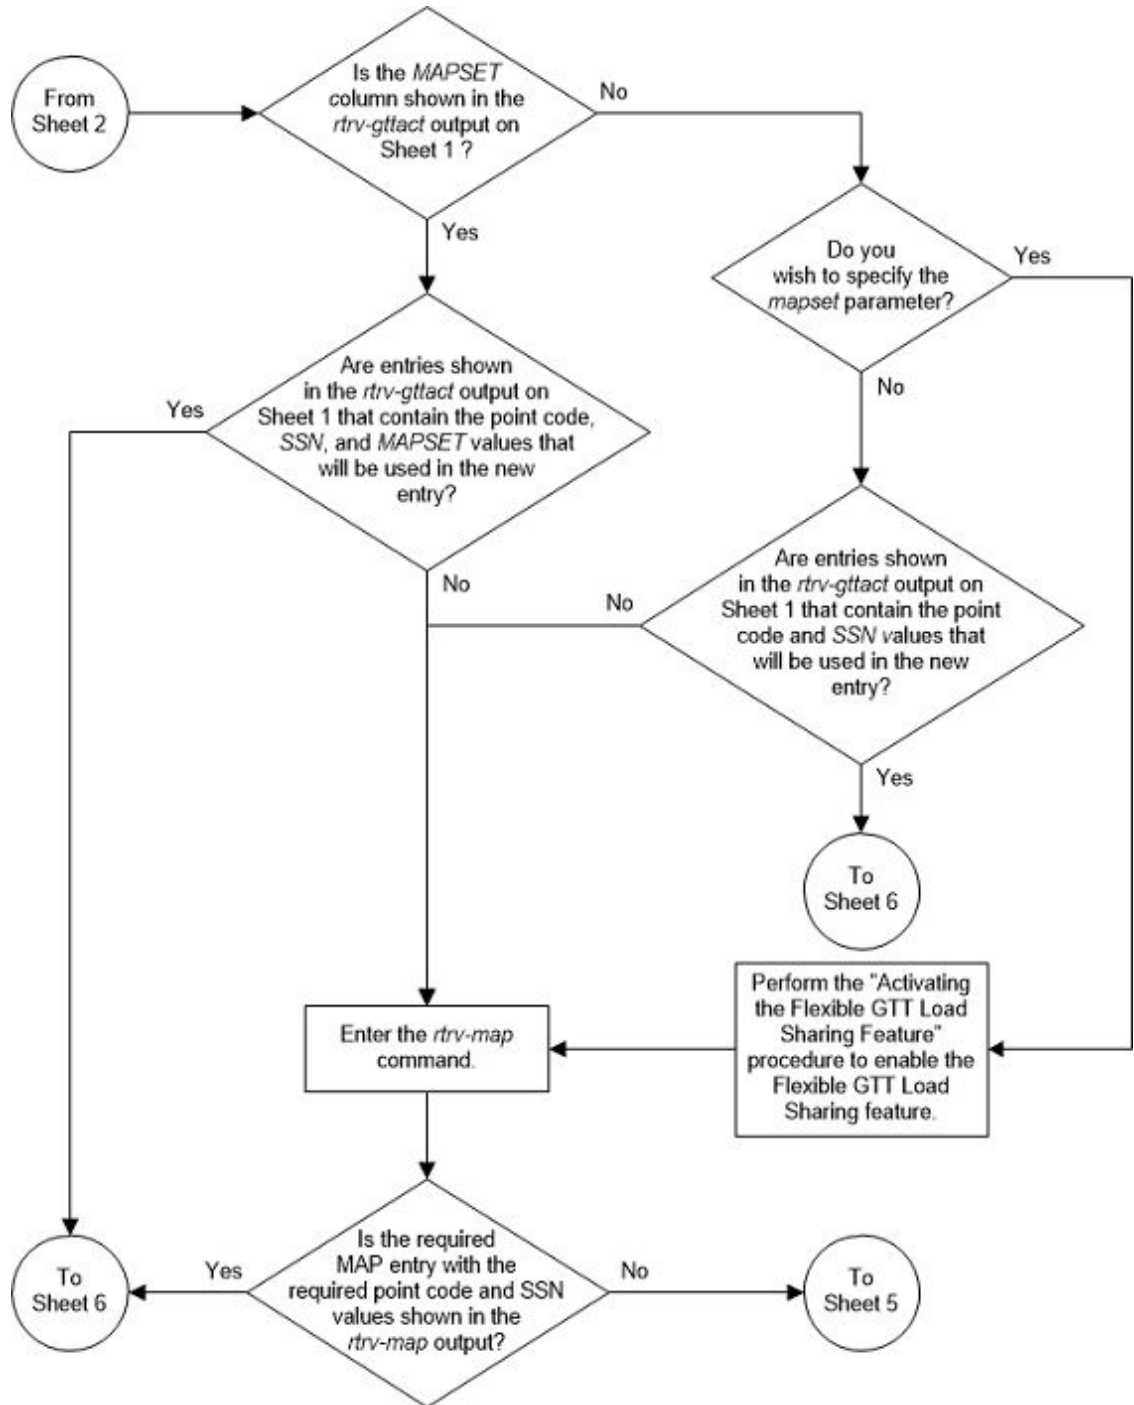 From
Sheet 2
Is the MAPSET
column shown in the
rtrv-gttact output on
Sheet 1 ?
No
Yes
Do you
wish to specify the
mapset parameter?
Yes
No
Are entries shown
in the rtrv-gttact output on
Sheet 1 that contain the point code,
SSN, and MAPSET values that
will be used in the new
entry?
Yes
No
Are entries shown
in the rtrv-gttact output on
Sheet 1 that contain the point
code and SSN values that
will be used in the new
entry?
No
Yes
To
Sheet 6
Perform the "Activating
the Flexible GTT Load
Sharing Feature"
procedure to enable the
Flexible GTT Load
Sharing feature.
Enter the rtrv-map
command.
Is the required
MAP entry with the
required point code and SSN
values shown in the
rtrv-map output?
Yes
No
To
Sheet 6
To
Sheet 5